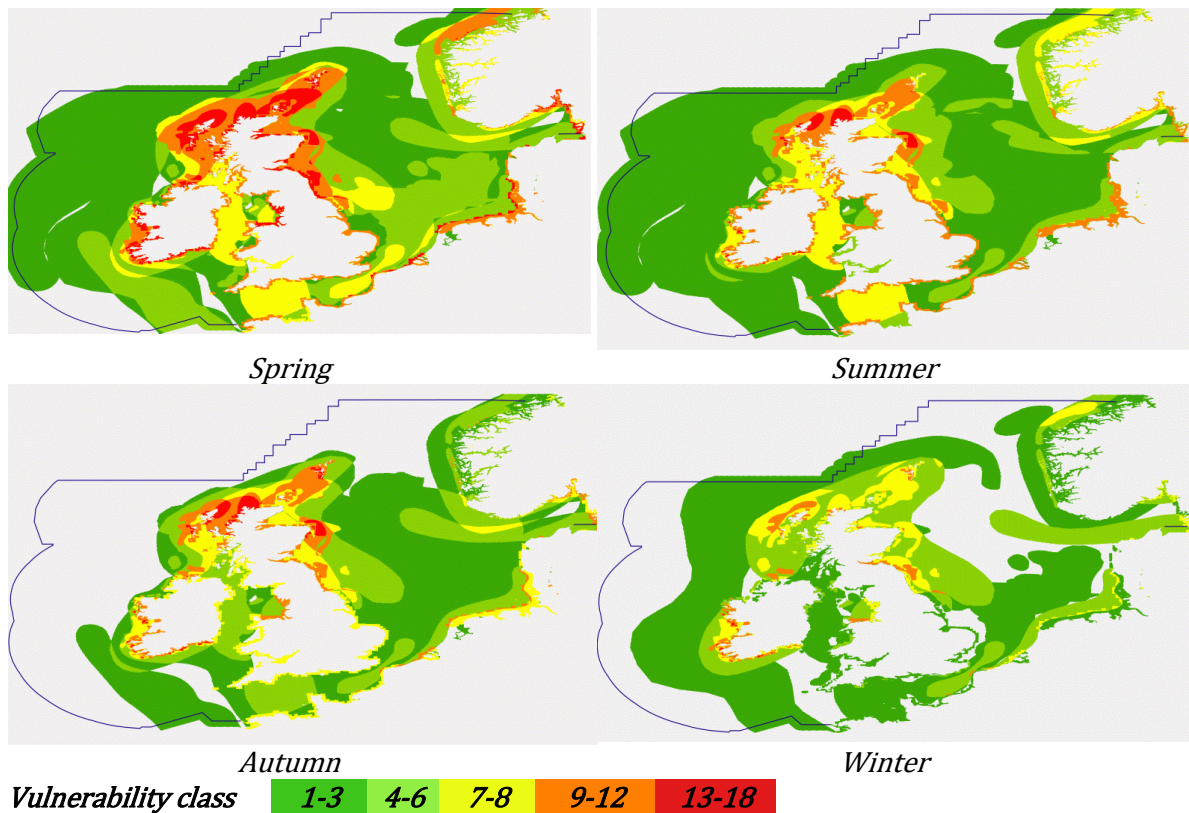 Spring
Summer
Autumn
Winter
Vulnerability class 1-3 4-6 7-8 9-12 13-18